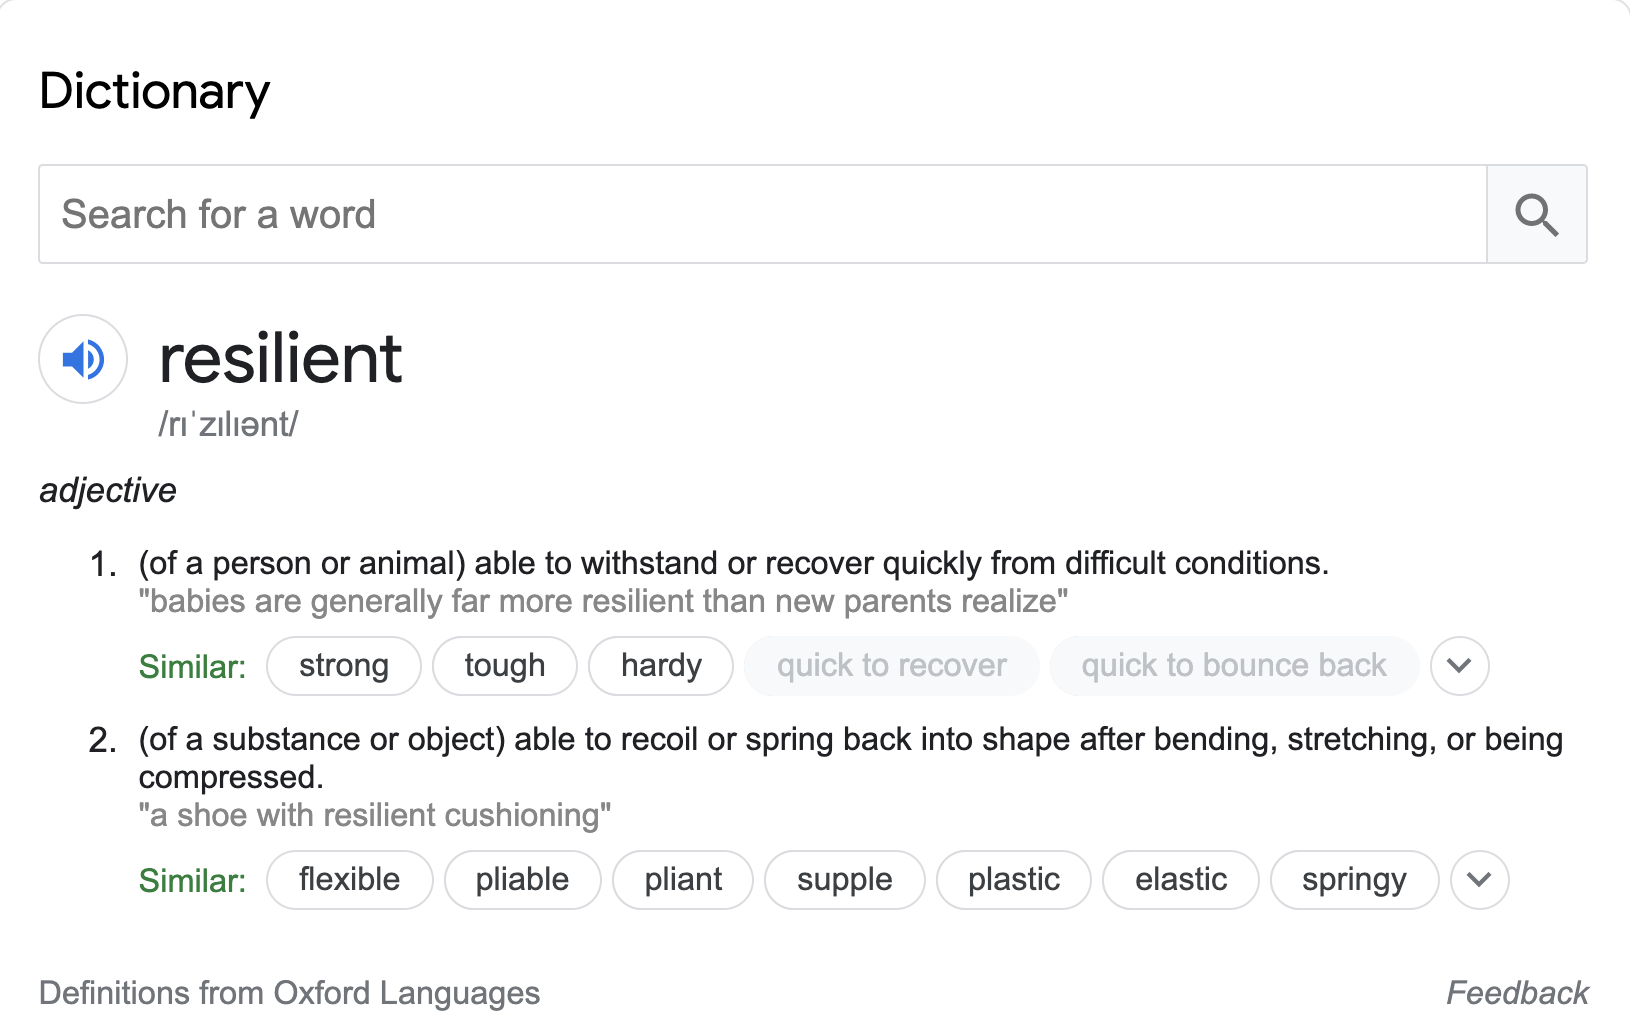 Dictionary
Search for a word
resilient
/rɪˈzɪlɪənt/
adjective
1. (of a person or animal) able to withstand or recover quickly from difficult conditions.
"babies are generally far more resilient than new parents realize"
Similar: strong tough hardy quick to recover quick to bounce back
2. (of a substance or object) able to recoil or spring back into shape after bending, stretching, or being
compressed.
"a shoe with resilient cushioning"
Similar: flexible pliable pliant supple plastic elastic springy
Definitions from Oxford Languages Feedback